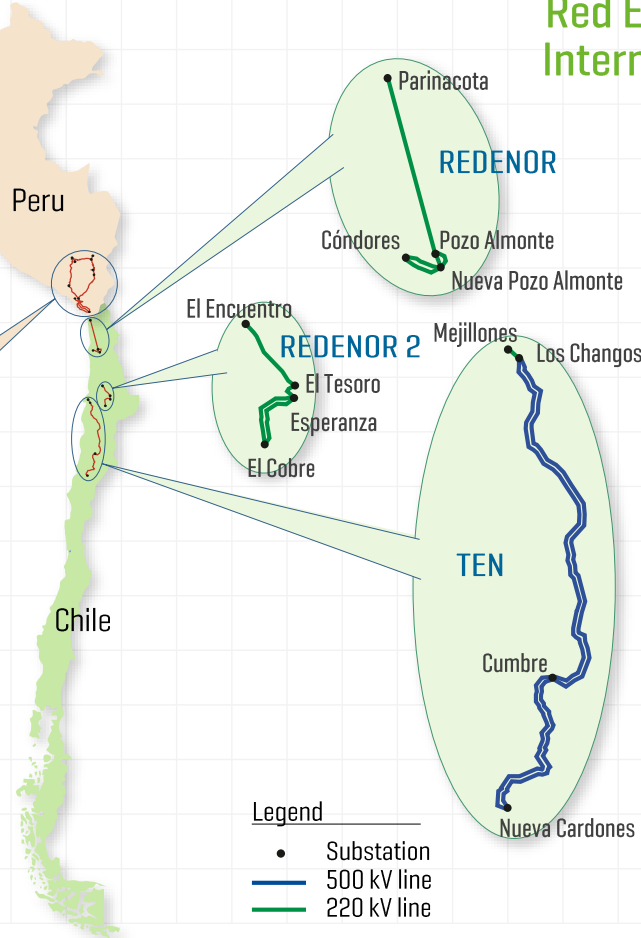 Red E
Intern
Parinacota
REDENOR
Peru
Cóndores
Pozo Almonte
Nueva Pozo Almonte
El Encuentro
Mejillones
REDENOR 2
Los Changos
El Tesoro
Esperanza
El Cobre
TEN
Chile
Cumbre
Legend
Nueva Cardones
Substation
500 kV line
220 kV line